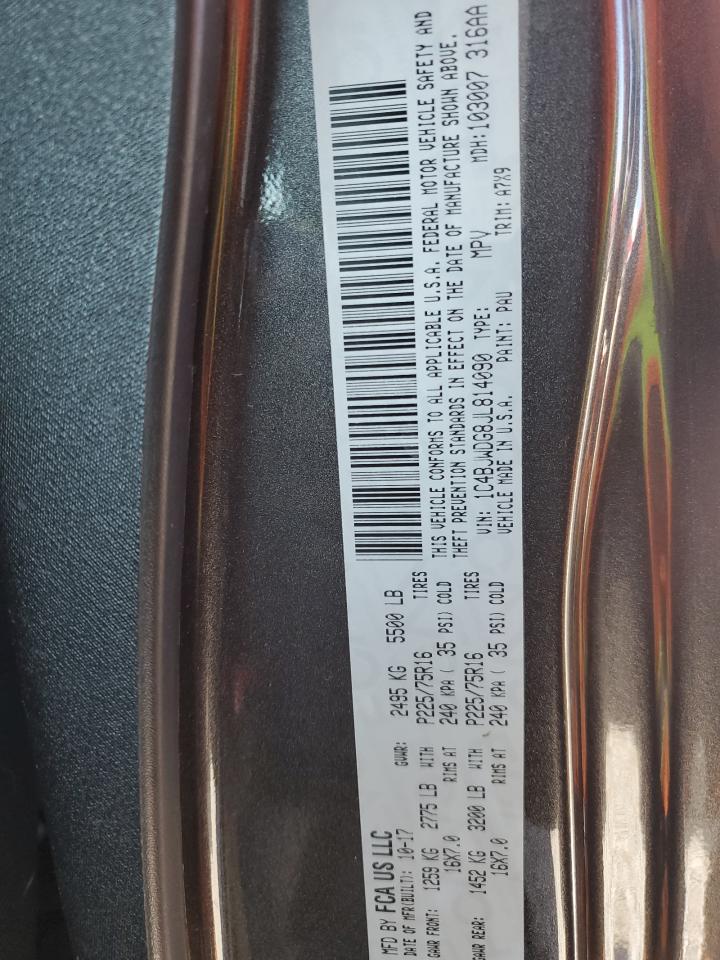 MFD BY FCA US LLC
DATE OF MFR(BUILT): 10-17 GVWR: 2495 KG 5500 LB
GAWR FRONT: 1259 KG 2775 LB WITH P225/75R16 TIRES
16X7.0 RIMS AT 240 KPA ( 35 PSI) COLD
GAWR REAR: 1452 KG 3200 LB WITH P225/75R16 TIRES
16X7.0 RIMS AT 240 KPA ( 35 PSI) COLD
THIS VEHICLE CONFORMS TO ALL APPLICABLE U.S.A. FEDERAL MOTOR VEHICLE SAFETY AND
THEFT PREVENTION STANDARDS IN EFFECT ON THE DATE OF MANUFACTURE SHOWN ABOVE.
VIN: 1C4BJWDG8JL814090 TYPE: MPV MDH:103007 316AA
VEHICLE MADE IN U.S.A. PAINT: PAU TRIM: A7X9